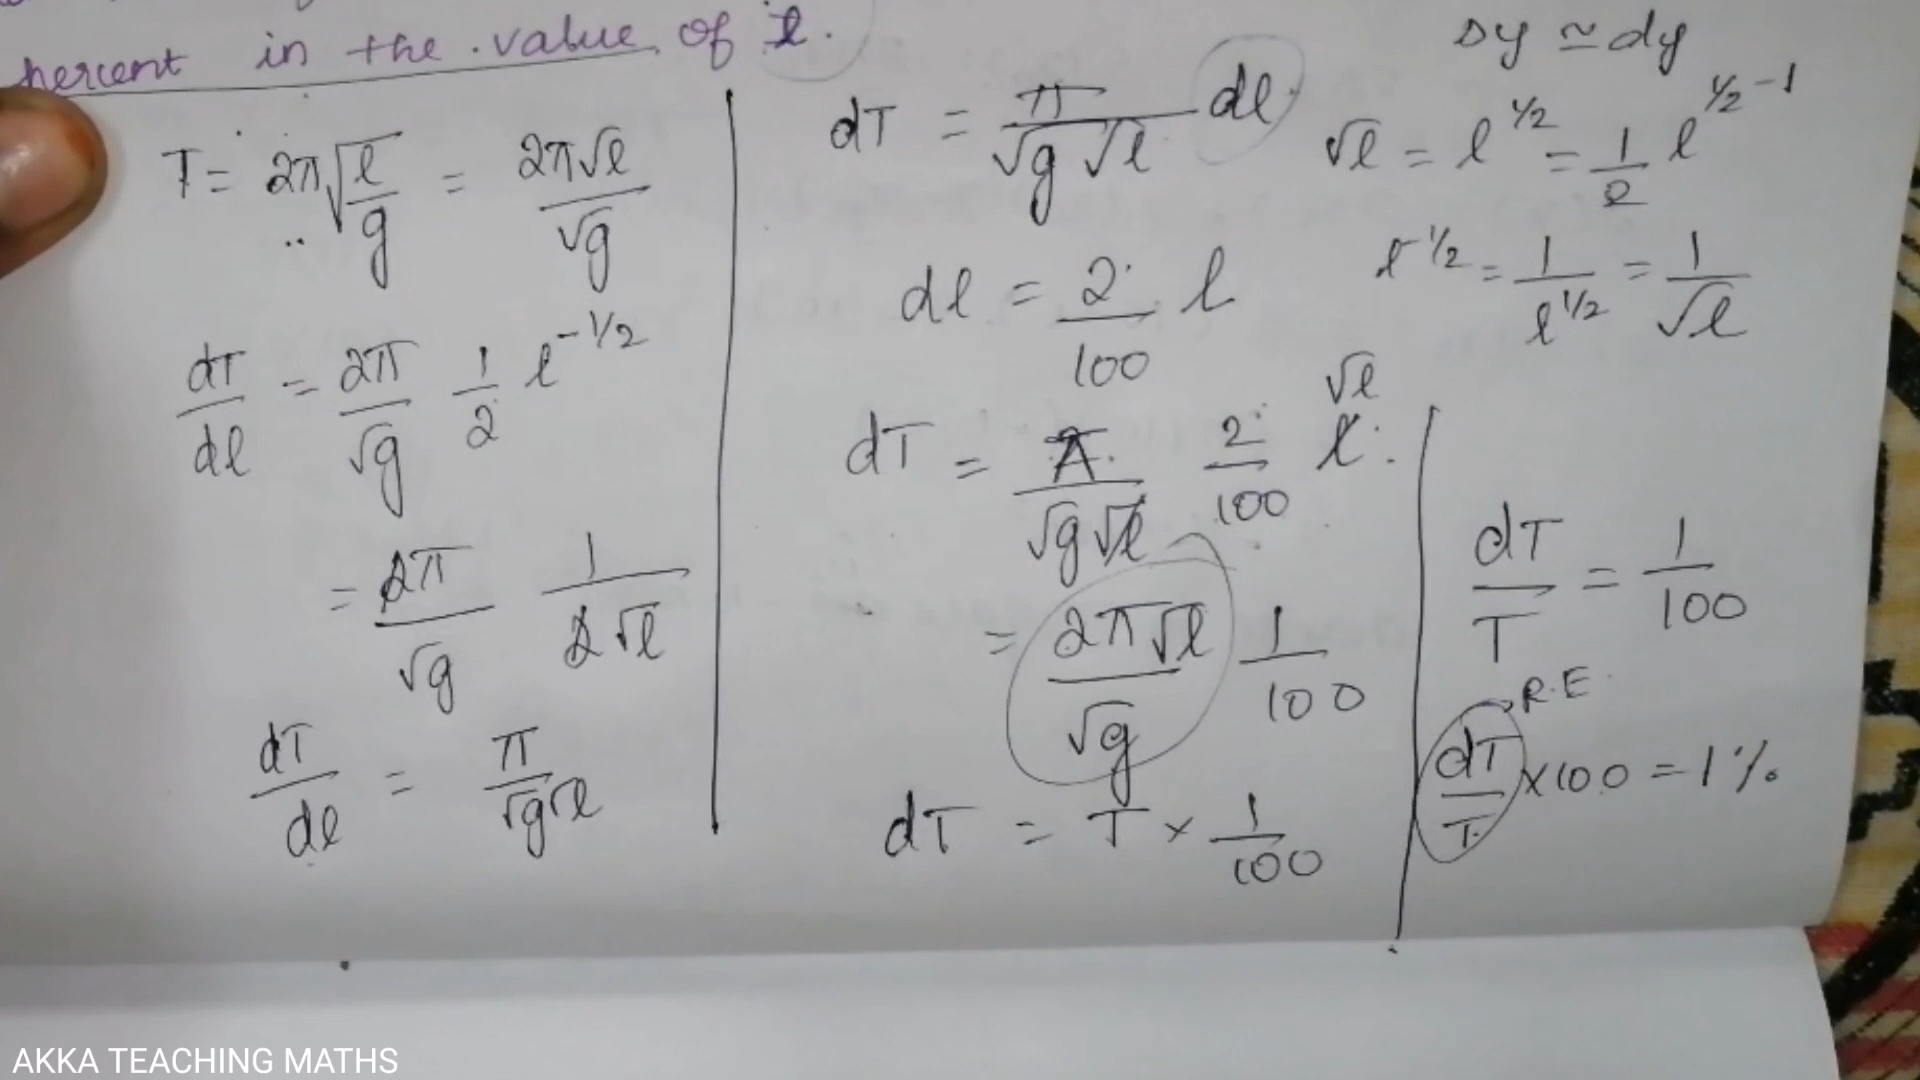 percent in the value of l.
T = 2π√(l/g) = 2π√l/√g
dT/dl = 2π/√g 1/2 l^(-1/2)
= 2π/√g 1/(2√l)
dT/dl = π/(√g√l)
dT = π/(√g√l) dl
dl = 2/100 l
dT = π/(√g√l) 2/100 l √l
= 2π√l/√g 1/100
dT = T × 1/100
Δy ≃ dy
√l = l^(1/2) = 1/2 l^(1/2-1)
l^(-1/2) = 1/l^(1/2) = 1/√l
dT/T = 1/100
R.E
dT/T ×100 = 1%
AKKA TEACHING MATHS